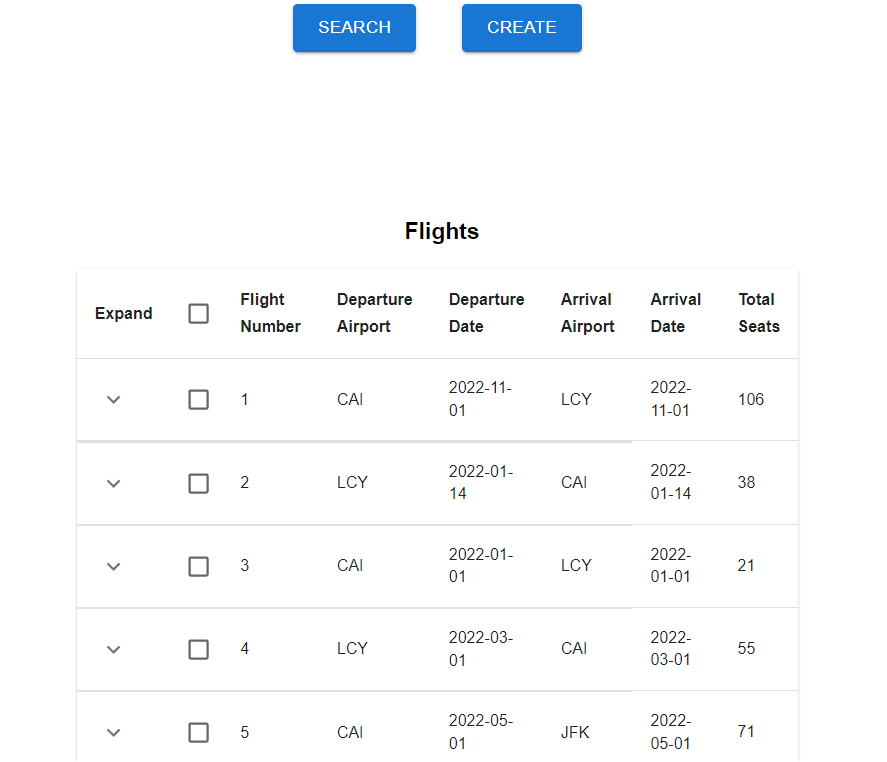 SEARCH CREATE
Flights
Expand Flight Number Departure Airport Departure Date Arrival Airport Arrival Date Total Seats
1 CAI 2022-11-01 LCY 2022-11-01 106
2 LCY 2022-01-14 CAI 2022-01-14 38
3 CAI 2022-01-01 LCY 2022-01-01 21
4 LCY 2022-03-01 CAI 2022-03-01 55
5 CAI 2022-05-01 JFK 2022-05-01 71